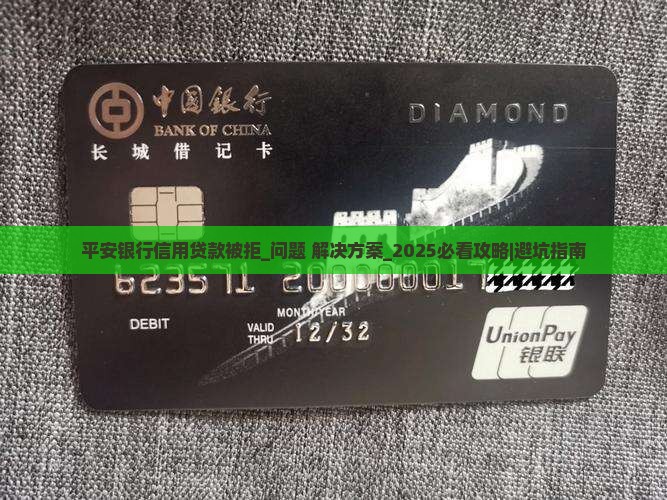 中国银行
BANK OF CHINA
长城借记卡
DIAMOND
平安银行信用贷款被拒_问题 解决方案_2025必看攻略|避坑指南
DEBIT
MONTH/YEAR
VALID THRU 12/32
UnionPay
银联